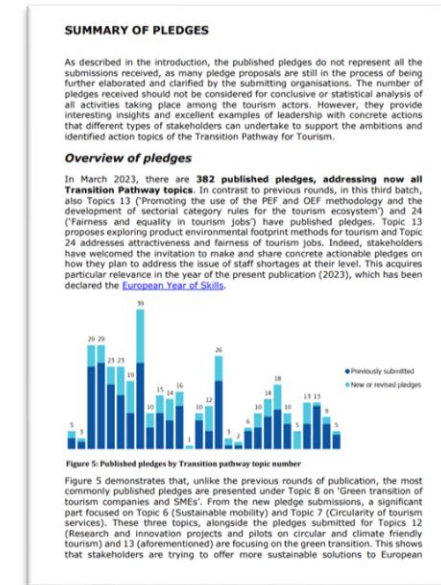 SUMMARY OF PLEDGES
As described in the introduction, the published pledges do not represent all the
submissions received, as many pledge proposals are still in the process of being
further elaborated and clarified by the submitting organisations. The number of
pledges received should not be considered for conclusive or statistical analysis of
all activities taking place among the tourism actors. However, they provide
interesting insights and excellent examples of leadership with concrete actions
that different types of stakeholders can undertake to support the ambitions and
identified action topics of the Transition Pathway for Tourism.
Overview of pledges
In March 2023, there are 382 published pledges, addressing now all
Transition Pathway topics. In contrast to previous rounds, in this third batch,
also Topics 13 ('Promoting the use of the PEF and OEF methodology and the
development of sectorial category rules for the tourism ecosystem') and 24
('Fairness and equality in tourism jobs') have published pledges. Topic 13
proposes exploring product environmental footprint methods for tourism and Topic
24 addresses attractiveness and fairness of tourism jobs. Indeed, stakeholders
have welcomed the invitation to make and share concrete actionable pledges on
how they plan to address the issue of staff shortages at their level. This acquires
particular relevance in the year of the present publication (2023), which has been
declared the European Year of Skills.
5 3 29 29 23 23 19 39 10 15 14 16 1 10 12 26 3 2 6 10 14 18 10 5 13 13 9 5
Previously submitted
New or revised pledges
Figure 5: Published pledges by Transition pathway topic number
Figure 5 demonstrates that, unlike the previous rounds of publication, the most
commonly published pledges are presented under Topic 8 on 'Green transition of
tourism companies and SMEs'. From the new pledge submissions, a significant
part focused on Topic 6 (Sustainable mobility) and Topic 7 (Circularity of tourism
services). These three topics, alongside the pledges submitted for Topics 12
(Research and innovation projects and pilots on circular and climate friendly
tourism) and 13 (aforementioned) are focusing on the green transition. This shows
that stakeholders are trying to offer more sustainable solutions to European